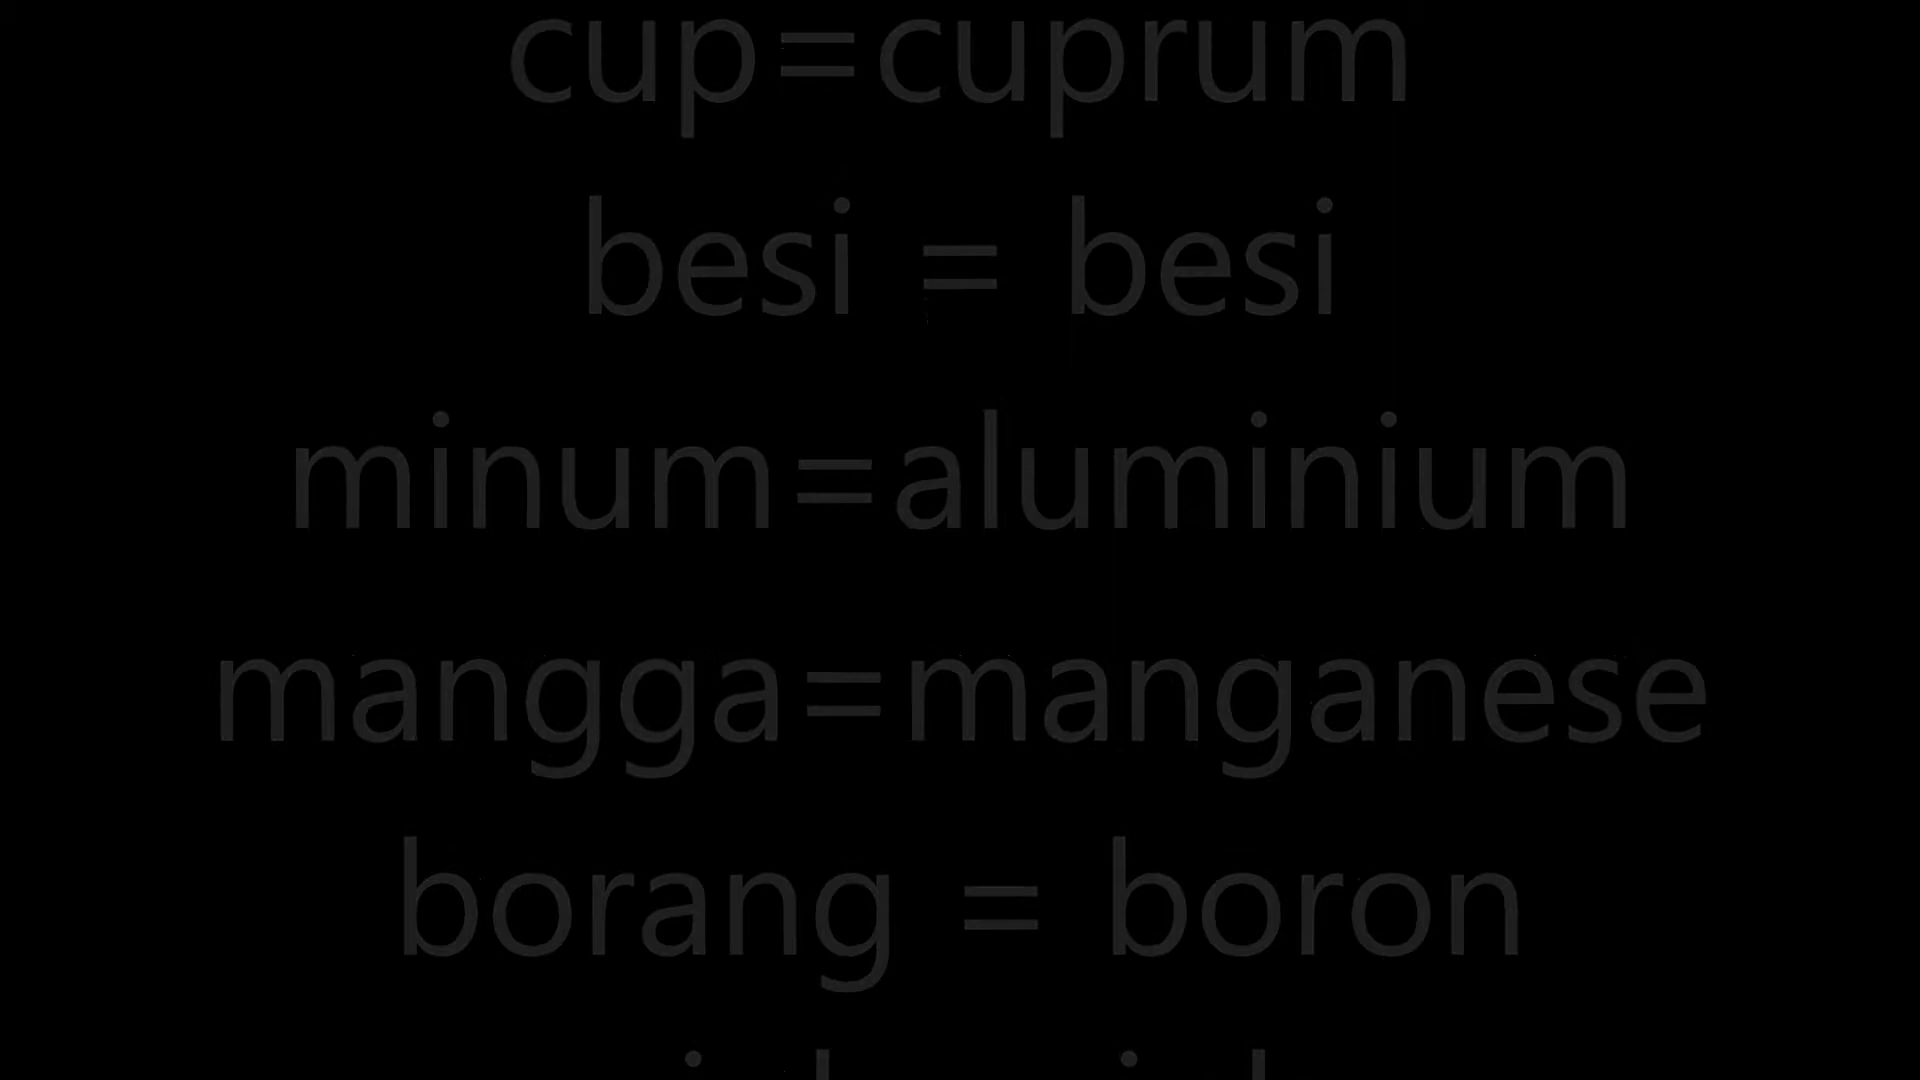 cup=cuprum
besi = besi
minum=aluminium
mangga=manganese
borang = boron